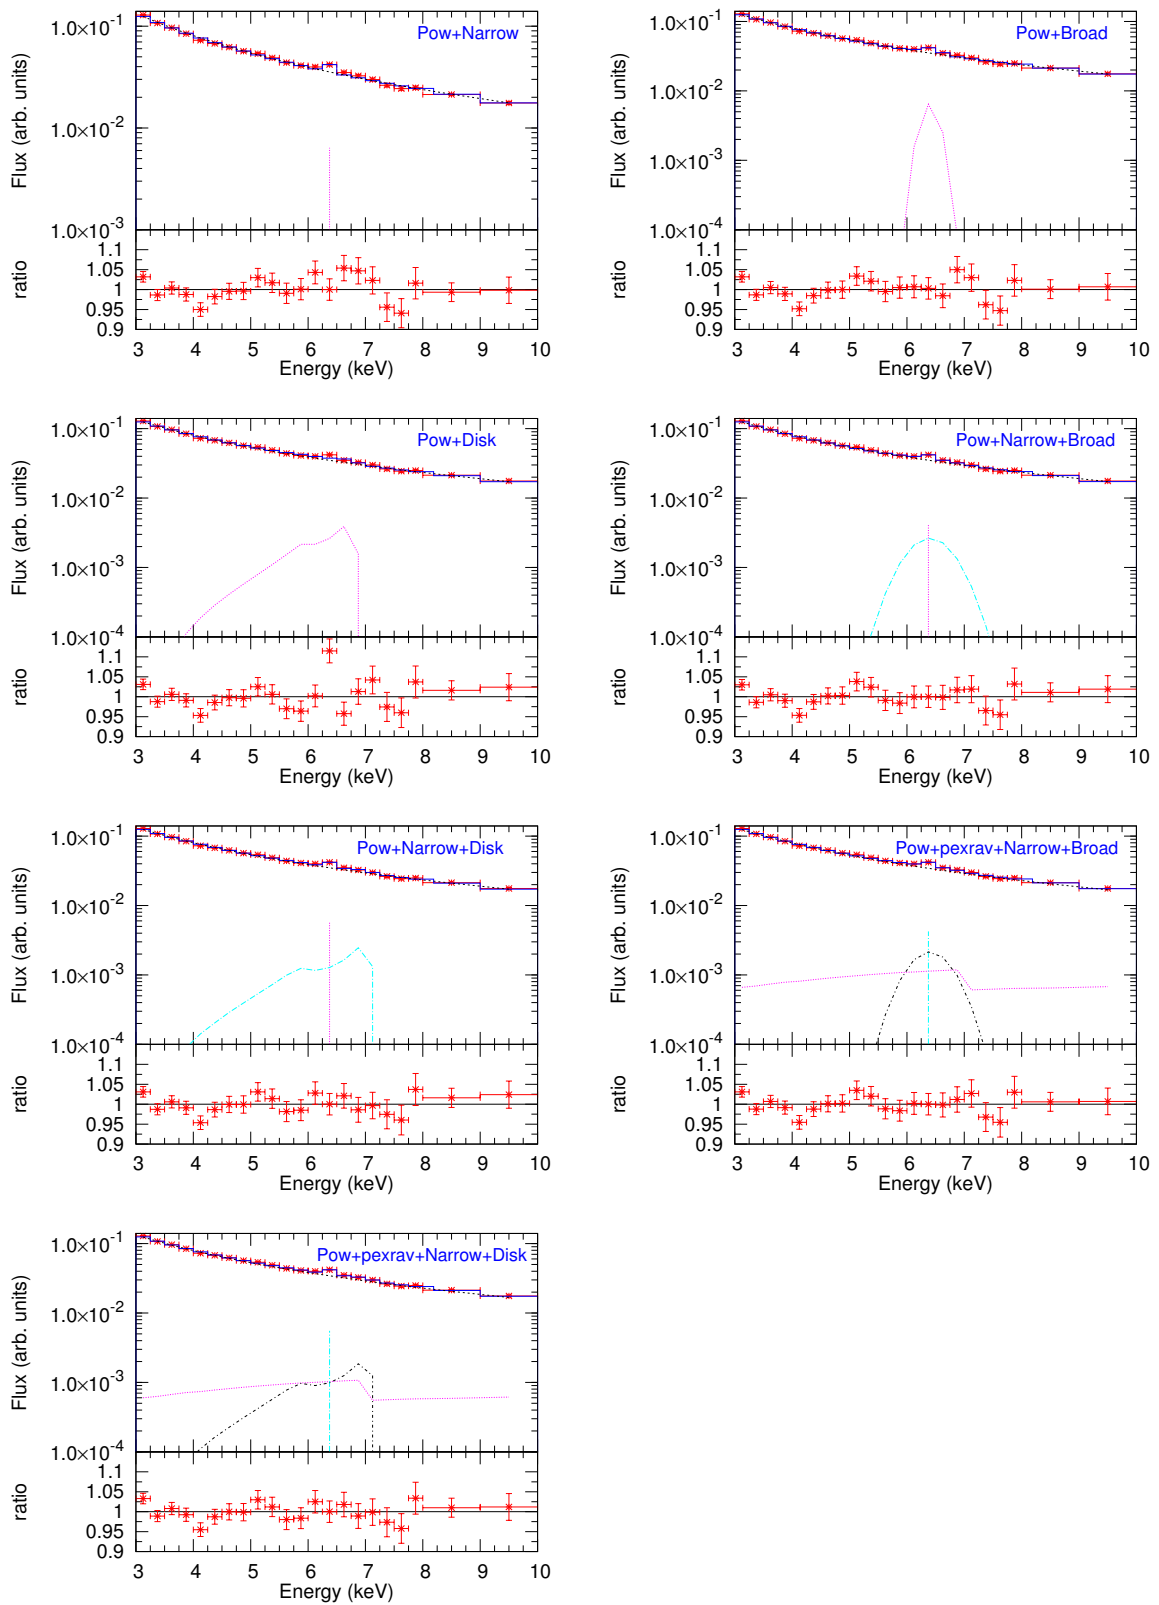 Pow+Narrow
Flux (arb. units)
1.0×10^-1
1.0×10^-2
1.0×10^-3
ratio
1.1
1.05
1
0.95
0.9
3 4 5 6 7 8 9 10
Energy (keV)
Pow+Broad
Flux (arb. units)
1.0×10^-1
1.0×10^-2
1.0×10^-3
1.0×10^-4
ratio
1.1
1.05
1
0.95
0.9
3 4 5 6 7 8 9 10
Energy (keV)
Pow+Disk
Flux (arb. units)
1.0×10^-1
1.0×10^-2
1.0×10^-3
1.0×10^-4
ratio
1.1
1.05
1
0.95
0.9
3 4 5 6 7 8 9 10
Energy (keV)
Pow+Narrow+Broad
Flux (arb. units)
1.0×10^-1
1.0×10^-2
1.0×10^-3
1.0×10^-4
ratio
1.1
1.05
1
0.95
0.9
3 4 5 6 7 8 9 10
Energy (keV)
Pow+Narrow+Disk
Flux (arb. units)
1.0×10^-1
1.0×10^-2
1.0×10^-3
1.0×10^-4
ratio
1.1
1.05
1
0.95
0.9
3 4 5 6 7 8 9 10
Energy (keV)
Pow+pexrav+Narrow+Broad
Flux (arb. units)
1.0×10^-1
1.0×10^-2
1.0×10^-3
1.0×10^-4
ratio
1.1
1.05
1
0.95
0.9
3 4 5 6 7 8 9 10
Energy (keV)
Pow+pexrav+Narrow+Disk
Flux (arb. units)
1.0×10^-1
1.0×10^-2
1.0×10^-3
1.0×10^-4
ratio
1.1
1.05
1
0.95
0.9
3 4 5 6 7 8 9 10
Energy (keV)